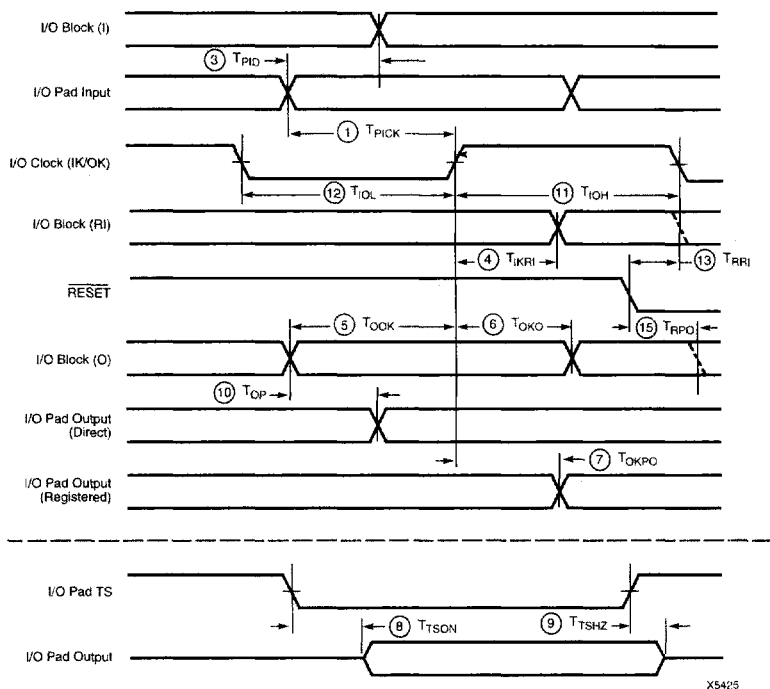 I/O Block (I)
3 TPID
I/O Pad Input
1 TPICK
I/O Clock (IK/OK)
12 TIOL
11 TIOH
I/O Block (RI)
4 TIKRI
13 TRRI
RESET
5 TOOK
6 TOKO
15 TRPO
I/O Block (O)
10 TOP
I/O Pad Output
(Direct)
7 TOKPO
I/O Pad Output
(Registered)
I/O Pad TS
8 TTSON
9 TTSHZ
I/O Pad Output
X5425